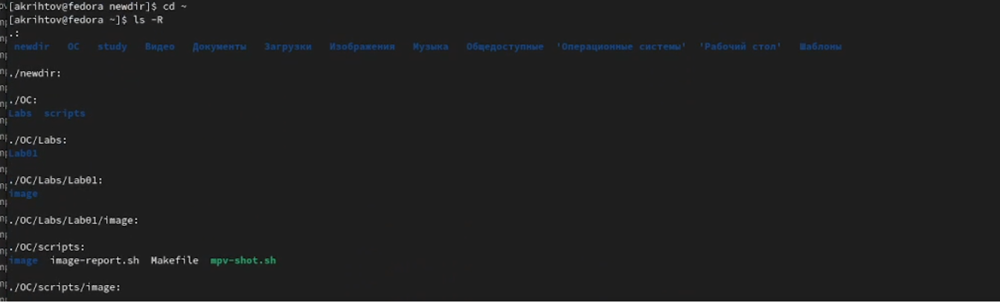 [akrihtov@fedora newdir]$ cd ~
[akrihtov@fedora ~]$ ls -R
.:
newdir ОС study Видео Документы Загрузки Изображения Музыка Общедоступные 'Операционные системы' 'Рабочий стол' Шаблоны
./newdir:
./ОС:
Labs scripts
./ОС/Labs:
Lab01
./ОС/Labs/Lab01:
image
./ОС/Labs/Lab01/image:
./ОС/scripts:
image image-report.sh Makefile mpv-shot.sh
./ОС/scripts/image: